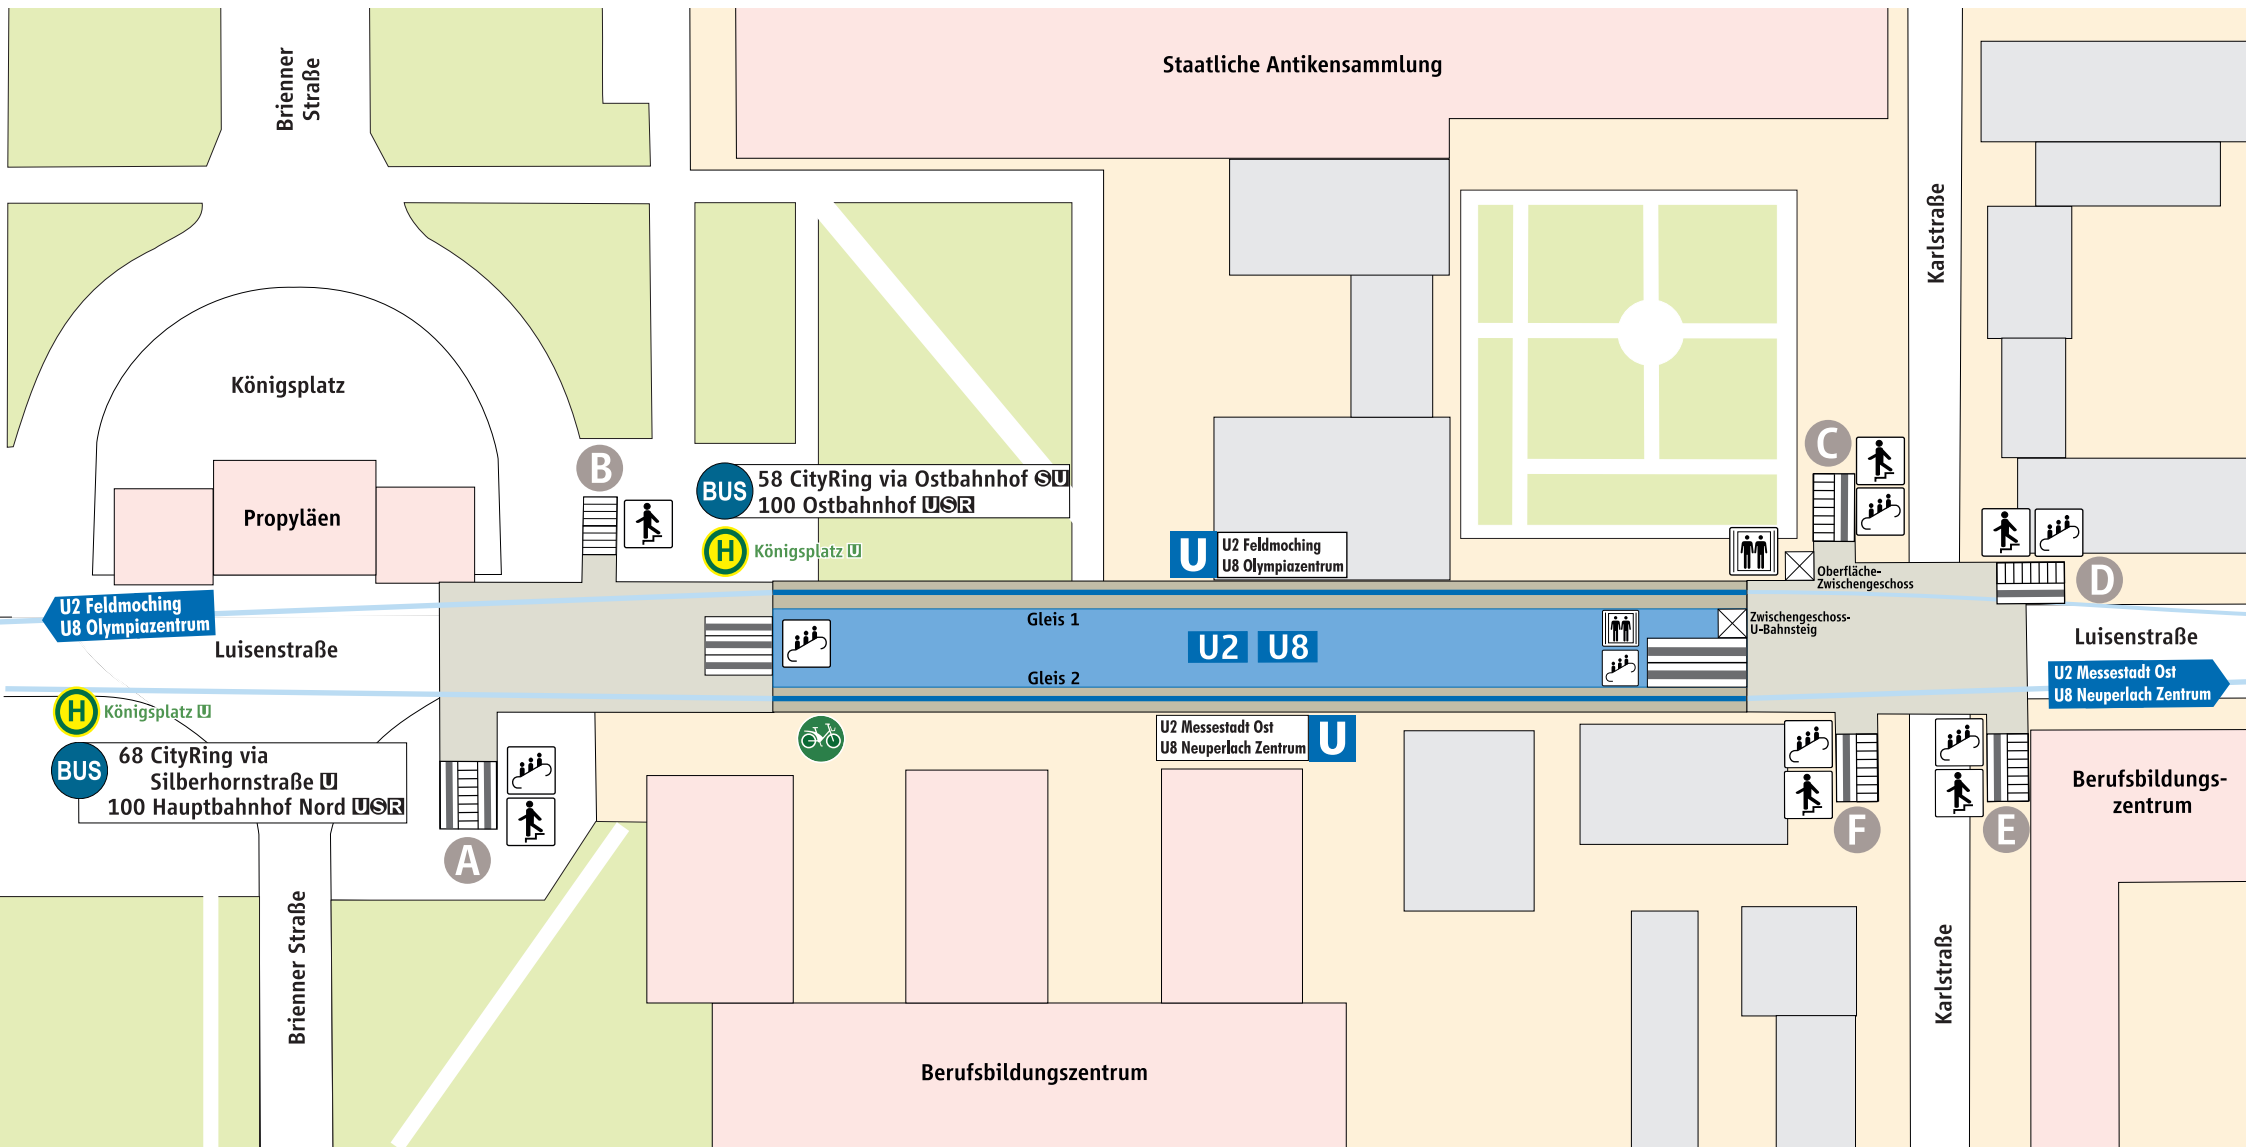 Brienner
Straße
Staatliche Antikensammlung
Karlstraße
Königsplatz
Propyläen
B
BUS
58 CityRing via Ostbahnhof S U
100 Ostbahnhof U S R
H
Königsplatz U
U
U2 Feldmoching
U8 Olympiazentrum
C
Oberfläche-
Zwischengeschoss
D
U2 Feldmoching
U8 Olympiazentrum
Luisenstraße
Gleis 1
U2 U8
Gleis 2
Zwischengeschoss-
U-Bahnsteig
Luisenstraße
U2 Messestadt Ost
U8 Neuperlach Zentrum
H
Königsplatz U
BUS
68 CityRing via
Silberhornstraße U
100 Hauptbahnhof Nord U S R
A
U2 Messestadt Ost
U8 Neuperlach Zentrum
U
F
E
Berufsbildungs-
zentrum
Brienner Straße
Karlstraße
Berufsbildungszentrum